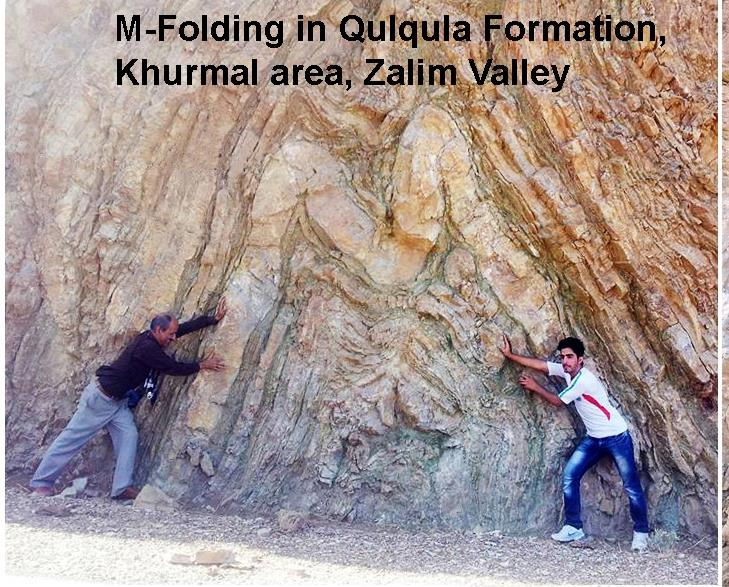 M-Folding in Qulqula Formation,
Khurmal area, Zalim Valley